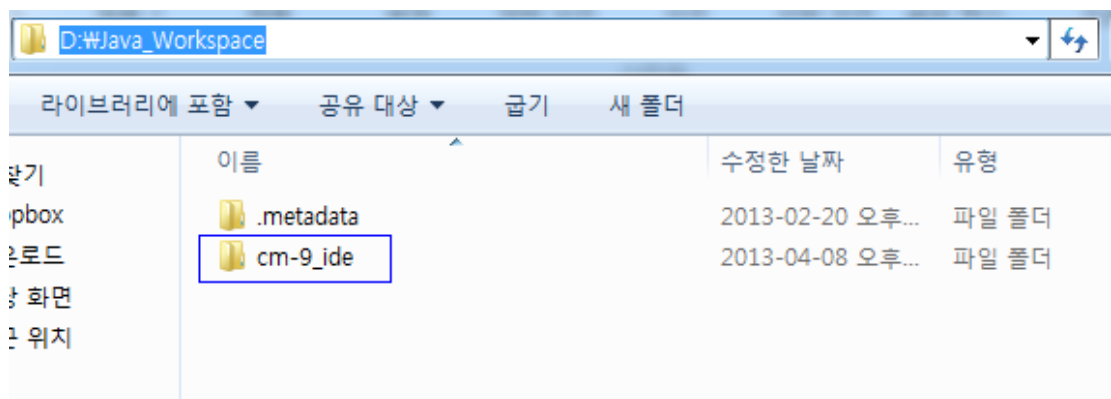 D:₩Java_Workspace
라이브러리에 포함 공유 대상 굽기 새 폴더
이름 수정한 날짜 유형
찾기
.metadata 2013-02-20 오후... 파일 폴더
pbox
cm-9_ide 2013-04-08 오후... 파일 폴더
로드
화면
위치